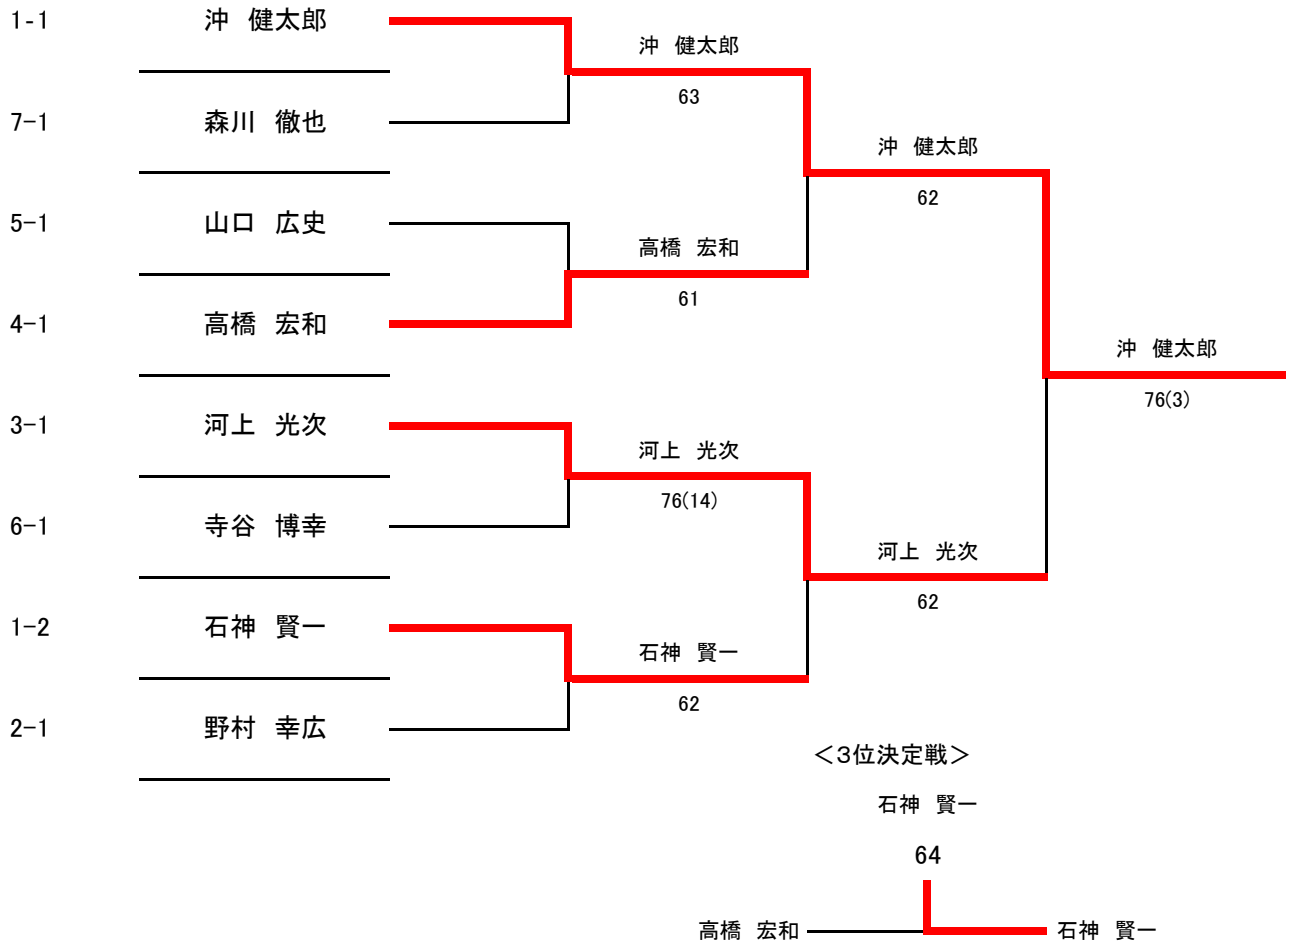 1-1 沖 健太郎
沖 健太郎
63
7-1 森川 徹也
沖 健太郎
62
5-1 山口 広史
高橋 宏和
61
4-1 高橋 宏和
沖 健太郎
76(3)
3-1 河上 光次
河上 光次
76(14)
6-1 寺谷 博幸
河上 光次
62
1-2 石神 賢一
石神 賢一
62
2-1 野村 幸広
＜3位決定戦＞
石神 賢一
64
高橋 宏和 石神 賢一